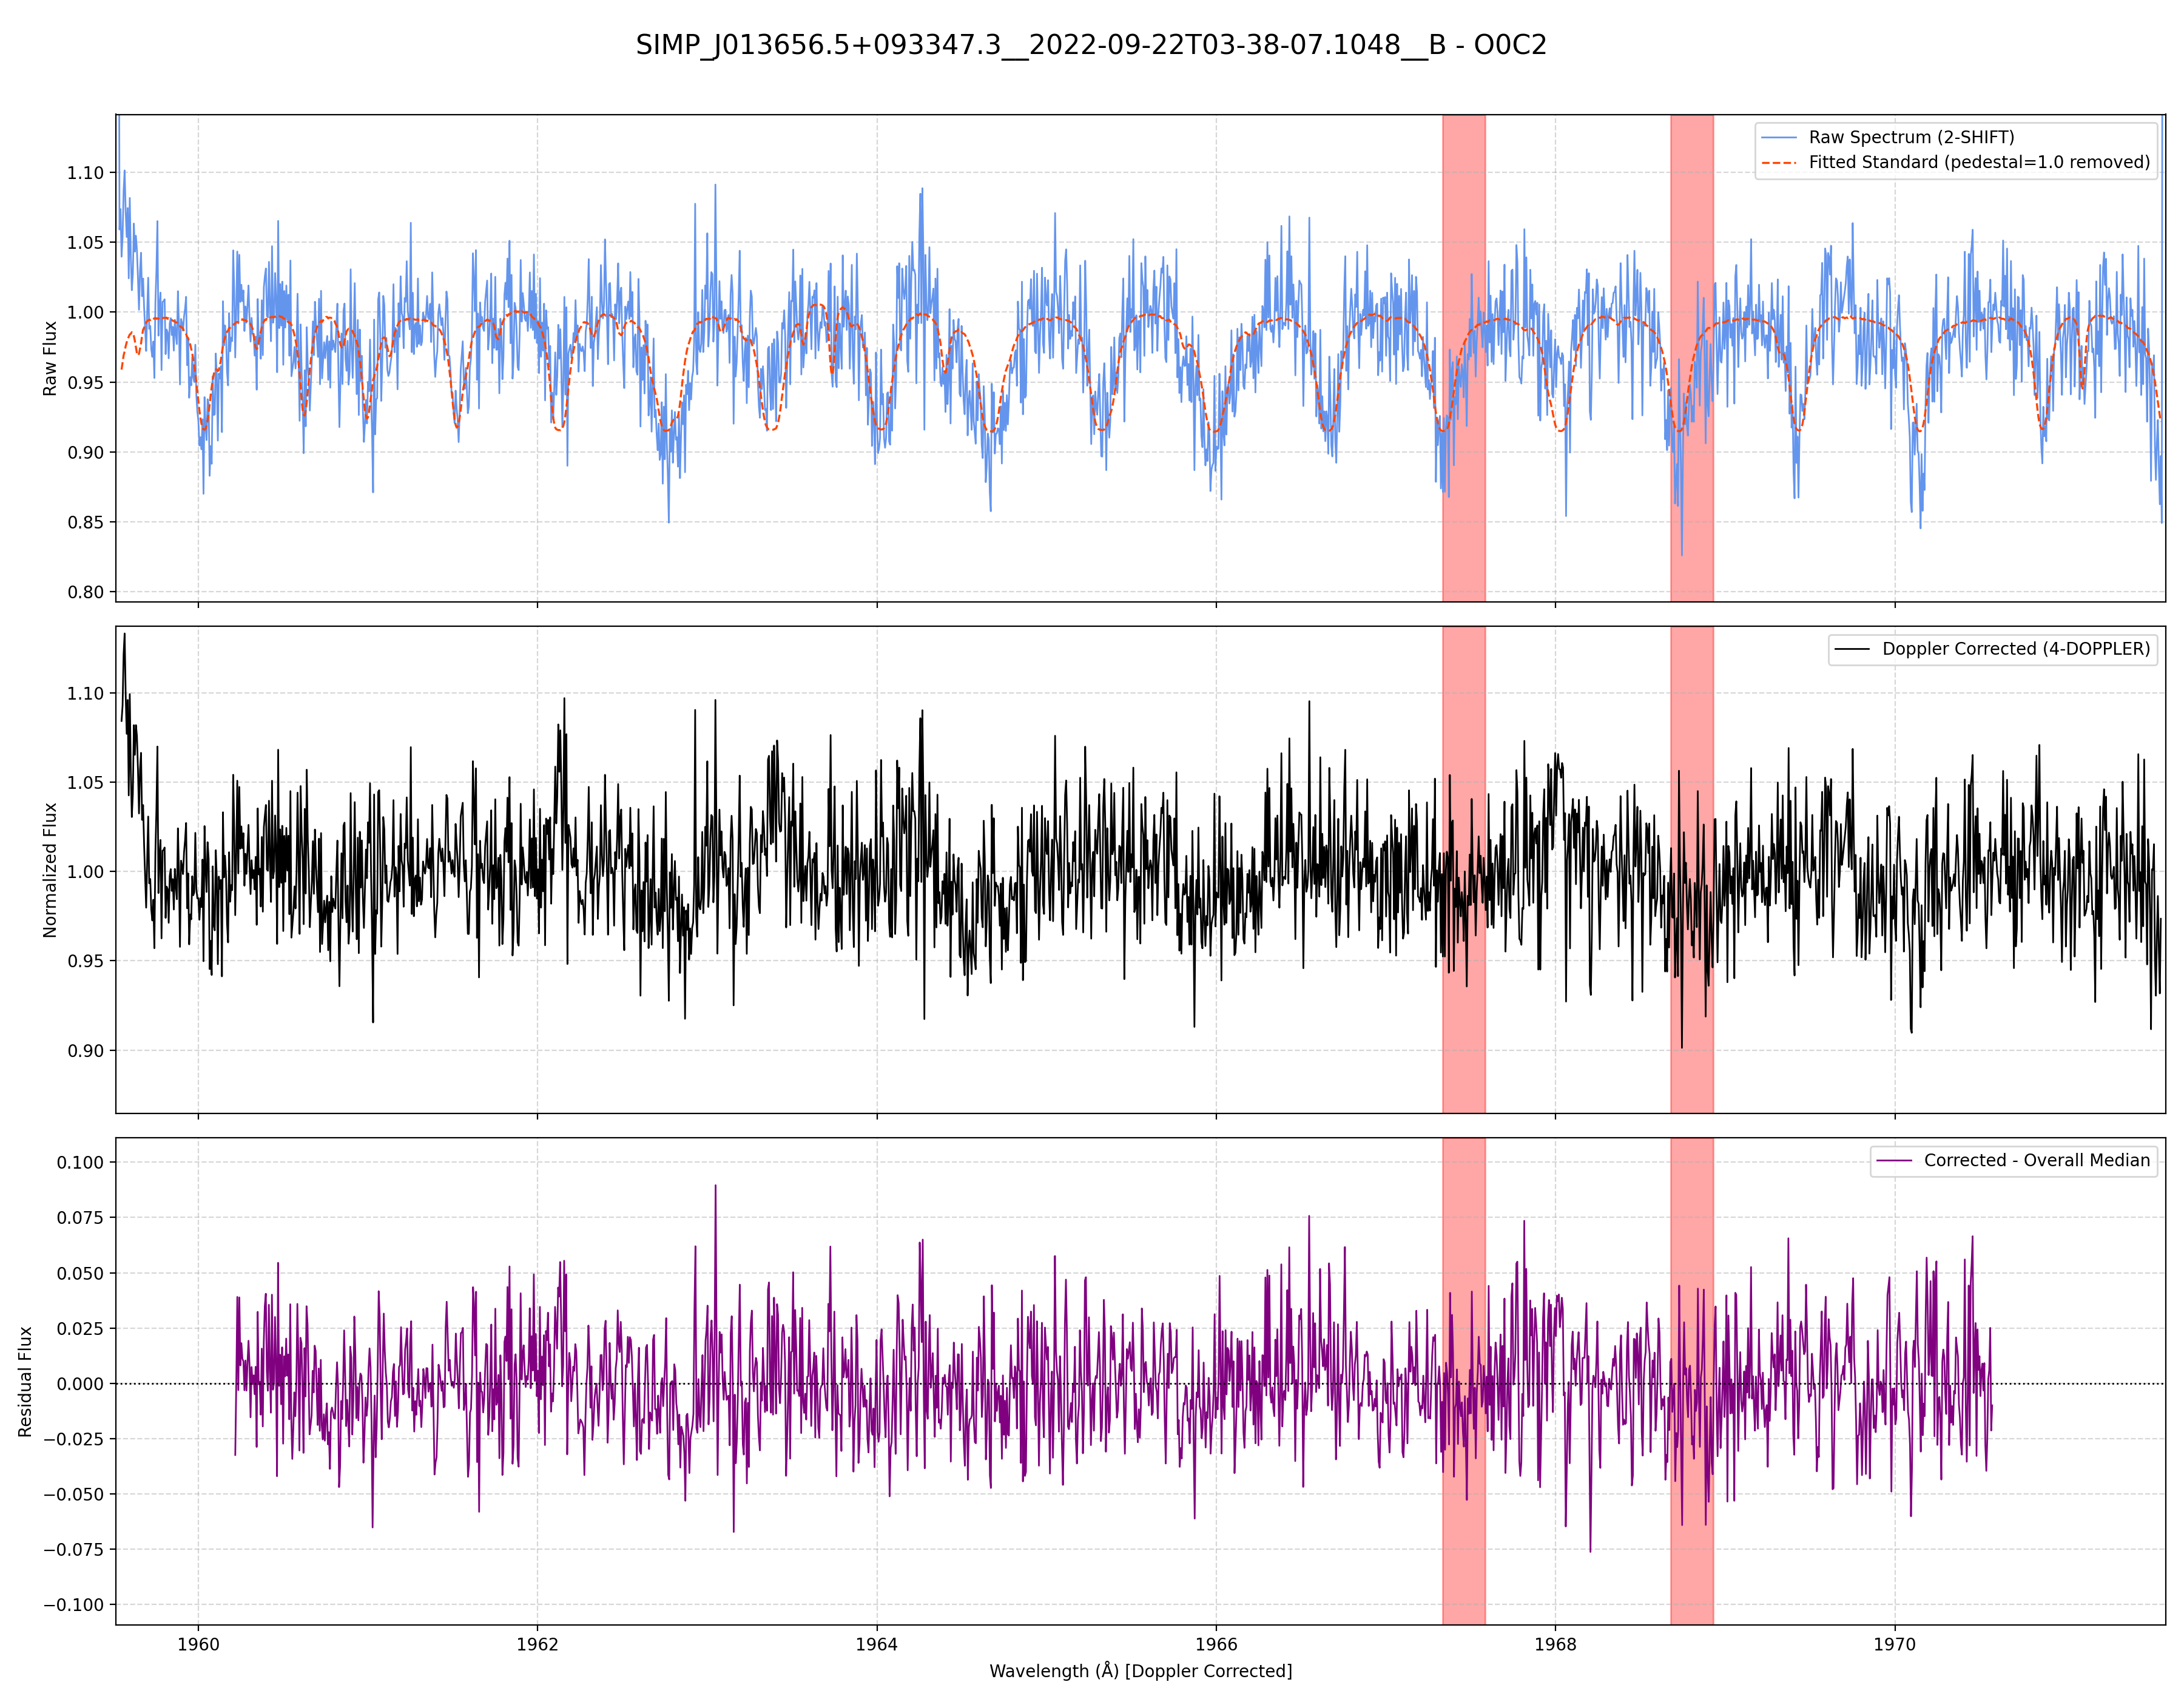 SIMP_J013656.5+093347.3__2022-09-22T03-38-07.1048__B - O0C2
Raw Flux
1.10
1.05
1.00
0.95
0.90
0.85
0.80
Raw Spectrum (2-SHIFT)
Fitted Standard (pedestal=1.0 removed)
Normalized Flux
1.10
1.05
1.00
0.95
0.90
Doppler Corrected (4-DOPPLER)
Residual Flux
0.100
0.075
0.050
0.025
0.000
−0.025
−0.050
−0.075
−0.100
Corrected - Overall Median
1960 1962 1964 1966 1968 1970
Wavelength (Å) [Doppler Corrected]